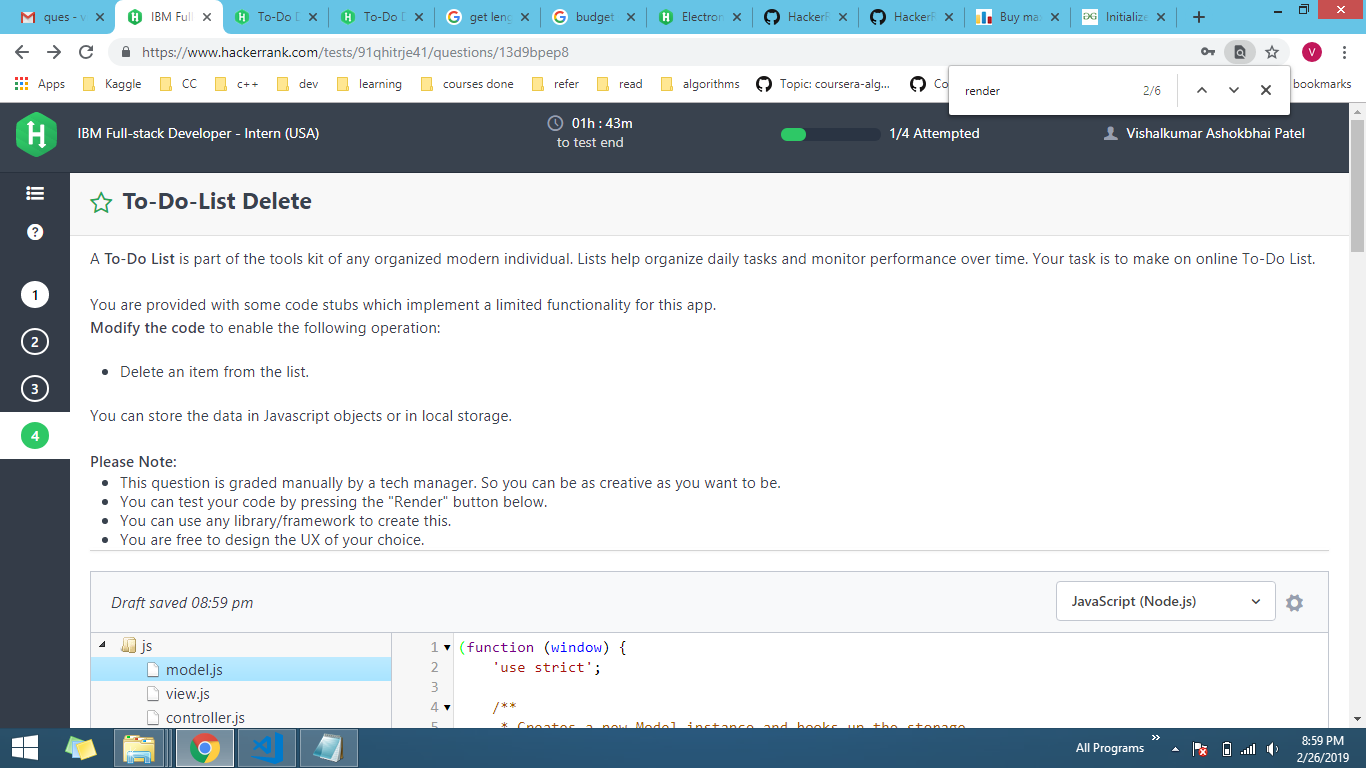 ques - v
IBM Full
To-Do D
To-Do D
get leng
budget
Electron
HackerR
HackerR
Buy ma
Initialize
https://www.hackerrank.com/tests/91qhitrje41/questions/13d9bpep8
V
Apps
Kaggle
CC
c++
dev
learning
courses done
refer
read
algorithms
Topic: coursera-alg...
Co
bookmarks
render
2/6
IBM Full-stack Developer - Intern (USA)
01h : 43m
to test end
1/4 Attempted
Vishalkumar Ashokbhai Patel
To-Do-List Delete
A To-Do List is part of the tools kit of any organized modern individual. Lists help organize daily tasks and monitor performance over time. Your task is to make on online To-Do List.
1
You are provided with some code stubs which implement a limited functionality for this app.
Modify the code to enable the following operation:
2
• Delete an item from the list.
3
You can store the data in Javascript objects or in local storage.
4
Please Note:
• This question is graded manually by a tech manager. So you can be as creative as you want to be.
• You can test your code by pressing the "Render" button below.
• You can use any library/framework to create this.
• You are free to design the UX of your choice.
Draft saved 08:59 pm
JavaScript (Node.js)
js
model.js
view.js
controller.js
1 (function (window) {
2 'use strict';
3
4 /**
5 * Creates a new Model instance and hooks up the storage.
All Programs
8:59 PM
2/26/2019